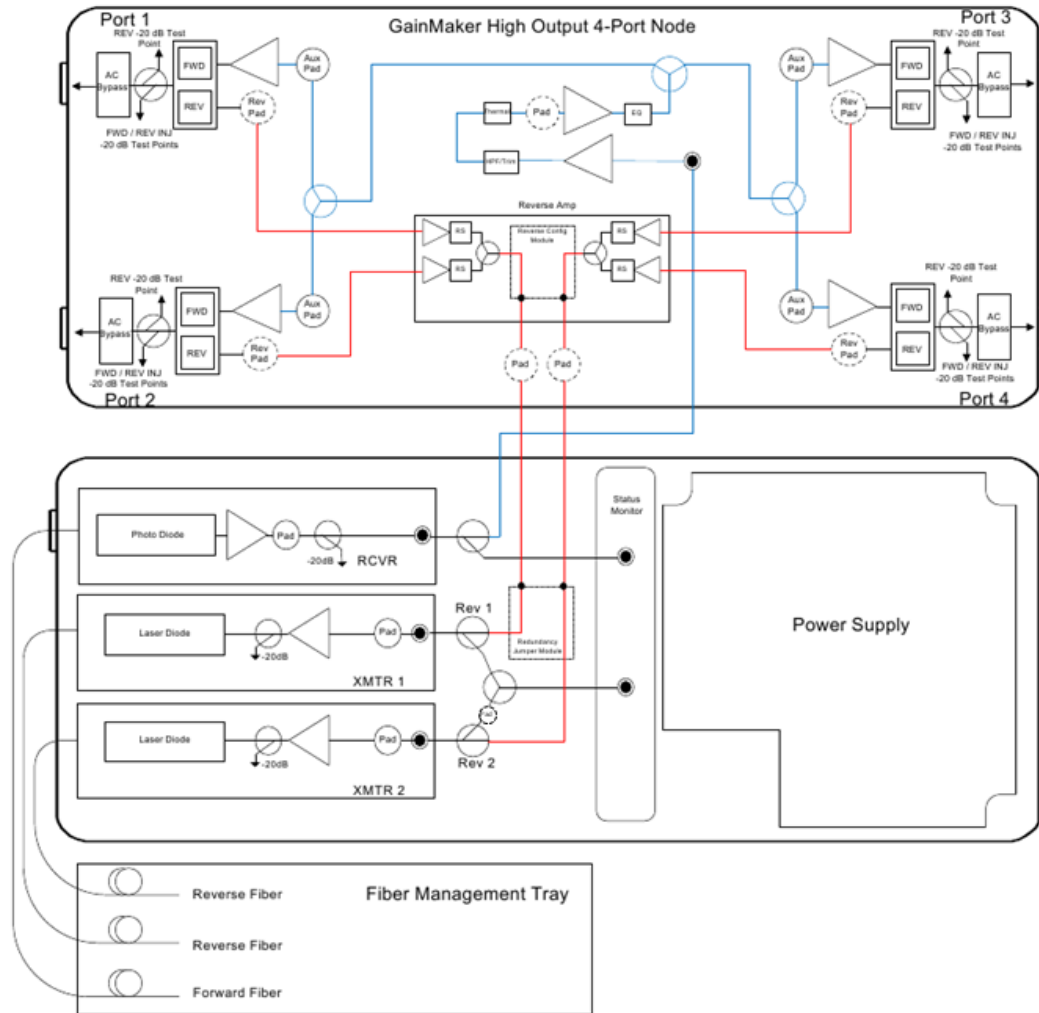 Port 1
GainMaker High Output 4-Port Node
Port 3
REV -20 dB Test
Point
AC
Bypass
FWD
REV
Aux
Pad
Rev
Pad
FWD / REV INJ
-20 dB Test Points
Thermal
Pad
EQ
HPF/Trim
Aux
Pad
Rev
Pad
REV -20 dB Test
Point
FWD
REV
AC
Bypass
FWD / REV INJ
-20 dB Test Points
Reverse Amp
RS
RS
Reverse Config
Module
RS
RS
REV -20 dB Test
Point
AC
Bypass
FWD
REV
Aux
Pad
Rev
Pad
FWD / REV INJ
-20 dB Test Points
Port 2
Pad
Pad
Aux
Pad
Rev
Pad
REV -20 dB Test
Point
FWD
REV
AC
Bypass
FWD / REV INJ
-20 dB Test Points
Port 4
Photo Diode
Pad
-20dB
RCVR
Status
Monitor
Power Supply
Laser Diode
-20dB
Pad
XMTR 1
Rev 1
Redundancy
Jumper Module
Pad
Laser Diode
-20dB
Pad
XMTR 2
Rev 2
Fiber Management Tray
Reverse Fiber
Reverse Fiber
Forward Fiber